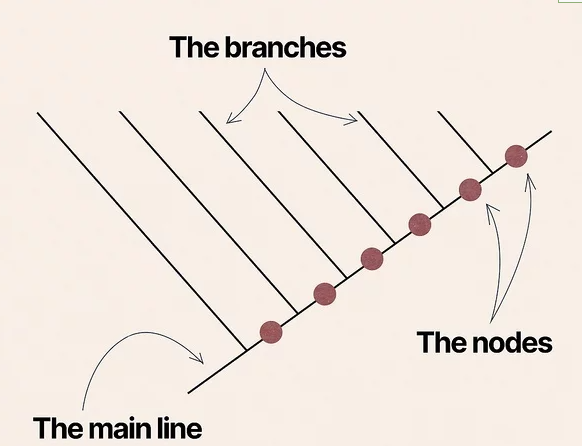 The branches
The nodes
The main line